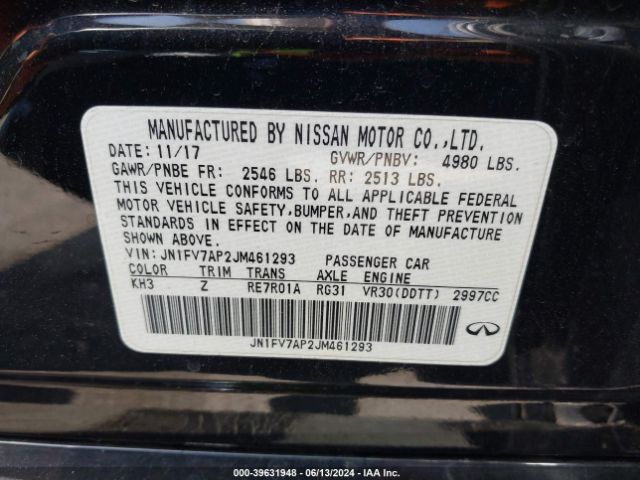 MANUFACTURED BY NISSAN MOTOR CO.,LTD.
DATE: 11/17 GVWR/PNBV: 4980 LBS.
GAWR/PNBE FR: 2546 LBS. RR: 2513 LBS.
THIS VEHICLE CONFORMS TO ALL APPLICABLE FEDERAL
MOTOR VEHICLE SAFETY,BUMPER,AND THEFT PREVENTION
STANDARDS IN EFFECT ON THE DATE OF MANUFACTURE
SHOWN ABOVE.
VIN: JN1FV7AP2JM461293 PASSENGER CAR
COLOR TRIM TRANS AXLE ENGINE
KH3 Z RE7R01A RG31 VR30(DDTT) 2997CC
JN1FV7AP2JM461293
INFINITI
000-39631948 - 06/13/2024 - IAA Inc.